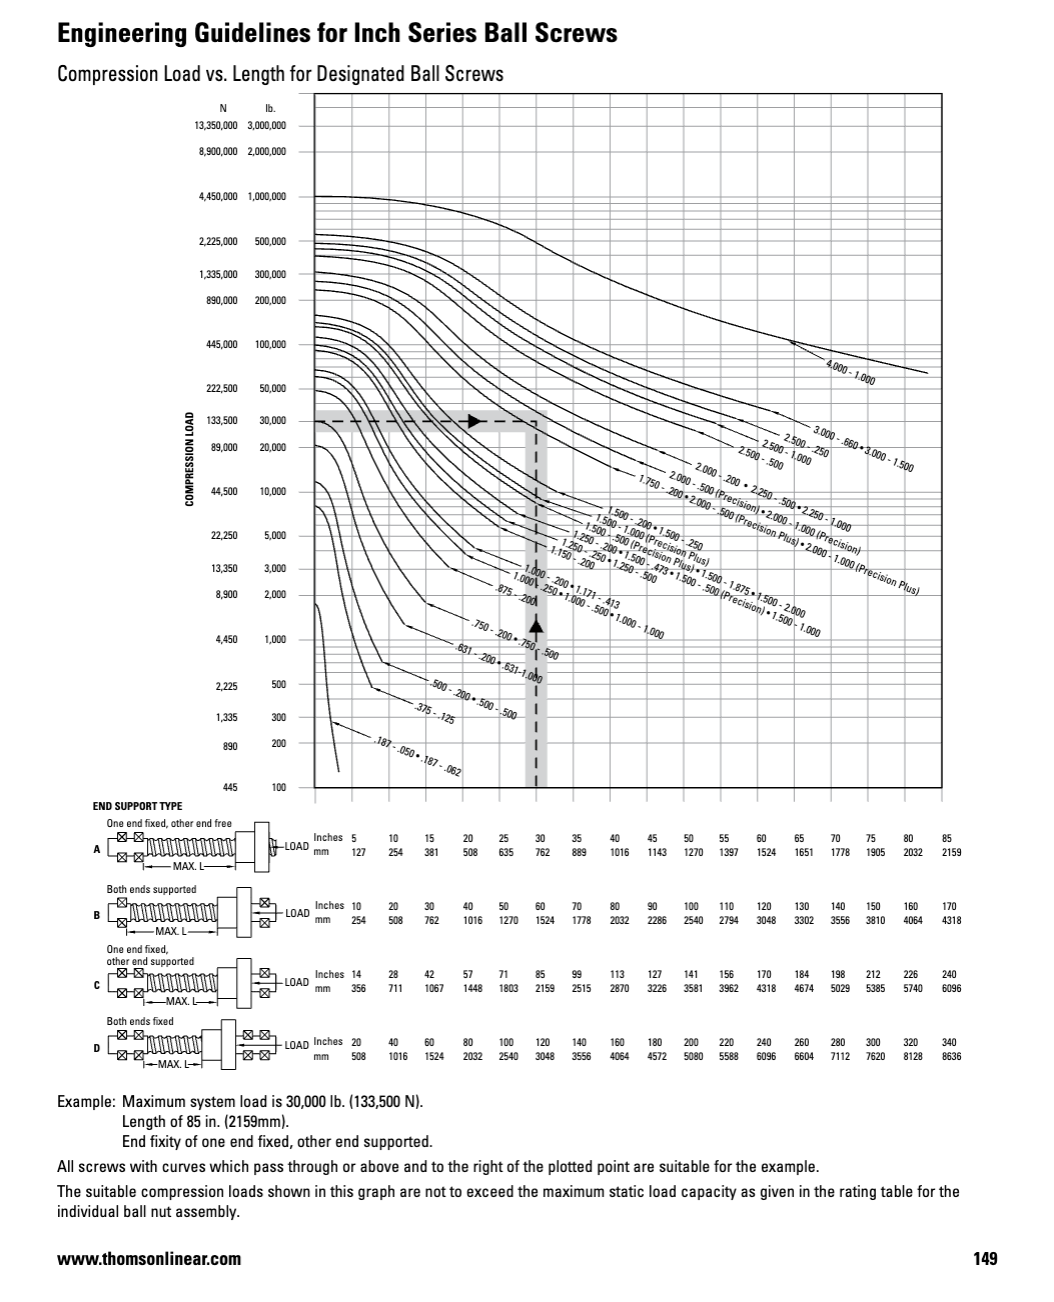 Engineering Guidelines for Inch Series Ball Screws
Compression Load vs. Length for Designated Ball Screws
N lb.
13,350,000 3,000,000
8,900,000 2,000,000
4,450,000 1,000,000
2,225,000 500,000
1,335,000 300,000
890,000 200,000
445,000 100,000
222,500 50,000
133,500 30,000
89,000 20,000
44,500 10,000
22,250 5,000
13,350 3,000
8,900 2,000
4,450 1,000
2,225 500
1,335 300
890 200
445 100
COMPRESSION LOAD
4.000 - 1.000
3.000 - .660 • 3.000 - 1.500
2.500 - .250
2.500 - 1.000
2.500 - .500
2.000 - .200 • 2.250 - .500 • 2.250 - 1.000
2.000 - .500 (Precision) • 2.000 - 1.000 (Precision)
1.750 - .200 • 2.000 - .500 (Precision Plus) • 2.000 - 1.000 (Precision Plus)
1.500 - .200 • 1.500 - .250
1.500 - 1.000 (Precision Plus)
1.500 - .500 (Precision Plus) • 1.500 - 1.875 • 1.500 - 2.000
1.250 - .200 • 1.500 - .473 • 1.500 - .500 (Precision) • 1.500 - 1.000
1.250 - .250 • 1.250 - .500
1.150 - .200
1.000 - .200 • 1.171 - .413
1.000 - .250 • 1.000 - .500 • 1.000 - 1.000
.875 - .200
.750 - .200 • .750 - .500
.631 - .200 • .631-1.000
.500 - .200 • .500 - .500
.375 - .125
.187 - .050 • .187 - .062
END SUPPORT TYPE
One end fixed, other end free
A
MAX. L
LOAD
Inches 5 10 15 20 25 30 35 40 45 50 55 60 65 70 75 80 85
mm 127 254 381 508 635 762 889 1016 1143 1270 1397 1524 1651 1778 1905 2032 2159
Both ends supported
B
MAX. L
LOAD
Inches 10 20 30 40 50 60 70 80 90 100 110 120 130 140 150 160 170
mm 254 508 762 1016 1270 1524 1778 2032 2286 2540 2794 3048 3302 3556 3810 4064 4318
One end fixed,
other end supported
C
MAX. L
LOAD
Inches 14 28 42 57 71 85 99 113 127 141 156 170 184 198 212 226 240
mm 356 711 1067 1448 1803 2159 2515 2870 3226 3581 3962 4318 4674 5029 5385 5740 6096
Both ends fixed
D
MAX. L
LOAD
Inches 20 40 60 80 100 120 140 160 180 200 220 240 260 280 300 320 340
mm 508 1016 1524 2032 2540 3048 3556 4064 4572 5080 5588 6096 6604 7112 7620 8128 8636
Example: Maximum system load is 30,000 lb. (133,500 N).
Length of 85 in. (2159mm).
End fixity of one end fixed, other end supported.
All screws with curves which pass through or above and to the right of the plotted point are suitable for the example.
The suitable compression loads shown in this graph are not to exceed the maximum static load capacity as given in the rating table for the
individual ball nut assembly.
www.thomsonlinear.com 149